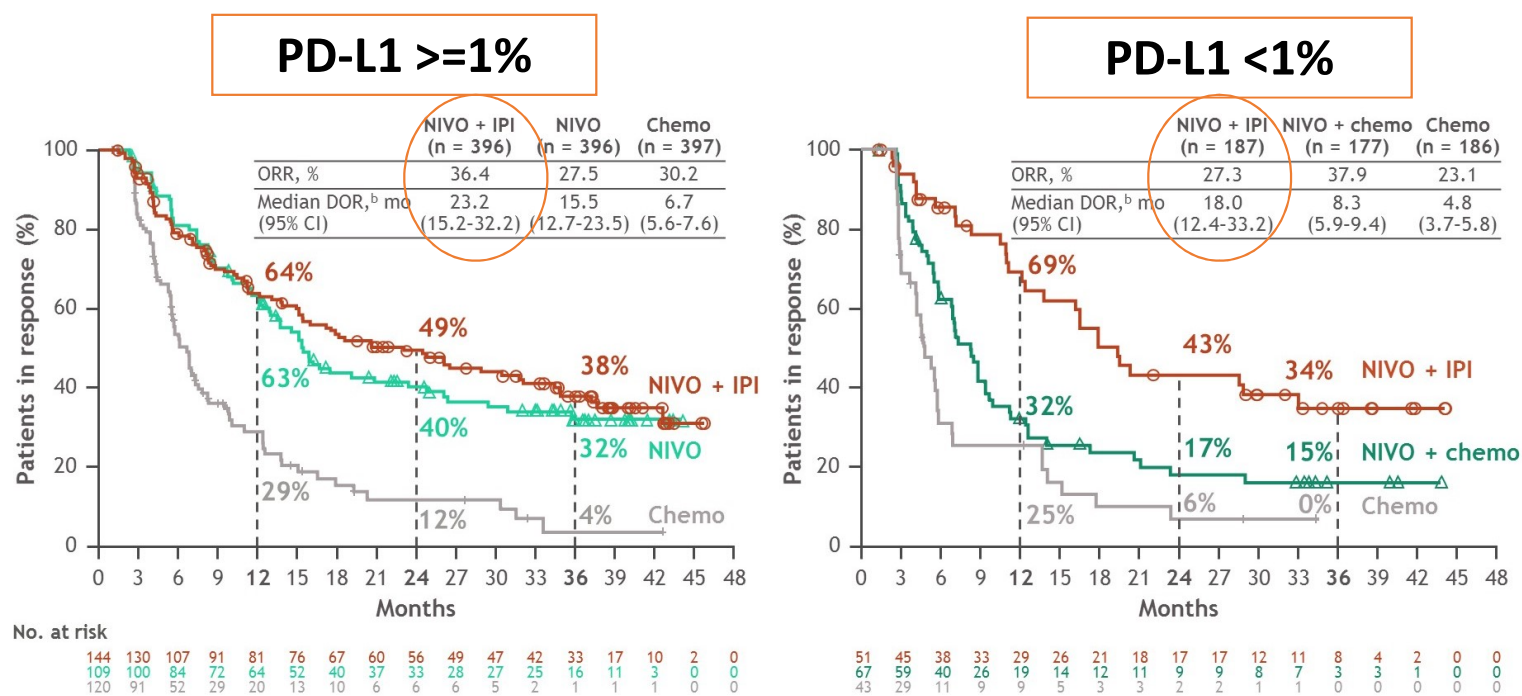 PD-L1 >=1%
NIVO + IPI NIVO Chemo
(n = 396) (n = 396) (n = 397)
ORR, % 36.4 27.5 30.2
Median DOR,ᵇ mo 23.2 15.5 6.7
(95% CI) (15.2-32.2) (12.7-23.5) (5.6-7.6)
Patients in response (%)
100
80
60
40
20
0
64%
49%
38%
NIVO + IPI
63%
40%
32%
NIVO
29%
12%
4%
Chemo
0 3 6 9 12 15 18 21 24 27 30 33 36 39 42 45 48
Months
No. at risk
144 130 107 91 81 76 67 60 56 49 47 42 33 17 10 2 0
109 100 84 72 64 52 40 37 33 28 27 25 16 11 3 0 0
120 91 52 29 20 13 10 6 6 6 5 2 1 1 1 0 0
PD-L1 <1%
NIVO + IPI NIVO + chemo Chemo
(n = 187) (n = 177) (n = 186)
ORR, % 27.3 37.9 23.1
Median DOR,ᵇ mo 18.0 8.3 4.8
(95% CI) (12.4-33.2) (5.9-9.4) (3.7-5.8)
Patients in response (%)
100
80
60
40
20
0
69%
43%
34%
NIVO + IPI
32%
17%
15%
NIVO + chemo
25%
6%
0%
Chemo
0 3 6 9 12 15 18 21 24 27 30 33 36 39 42 45 48
Months
51 45 38 33 29 26 21 18 17 17 12 11 8 4 2 0 0
67 59 40 26 19 14 12 11 9 9 8 7 3 3 1 0 0
43 29 11 9 9 5 3 3 2 2 1 1 0 0 0 0 0